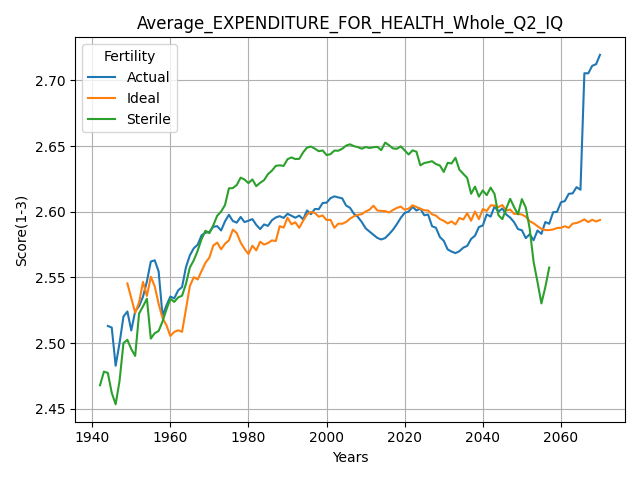 Average_EXPENDITURE_FOR_HEALTH_Whole_Q2_IQ
Fertility
Actual
Ideal
Sterile
Score(1-3)
2.70
2.65
2.60
2.55
2.50
2.45
1940 1960 1980 2000 2020 2040 2060
Years